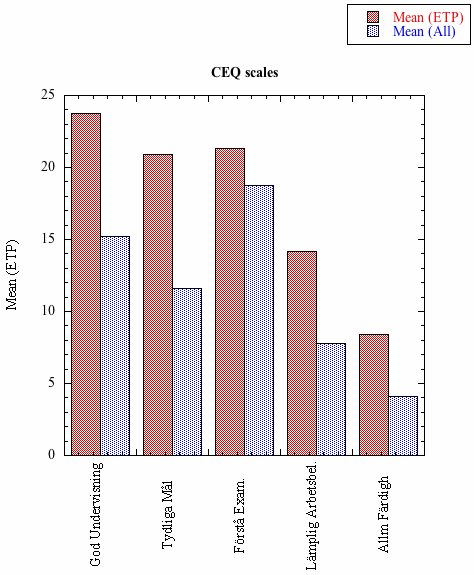 Mean (ETP)
Mean (All)
CEQ scales
25
20
15
10
5
0
Mean (ETP)
God Undervisning
Tydliga Mål
Förstå Exam.
Lämplig Arbetsbel.
Allm Färdigh